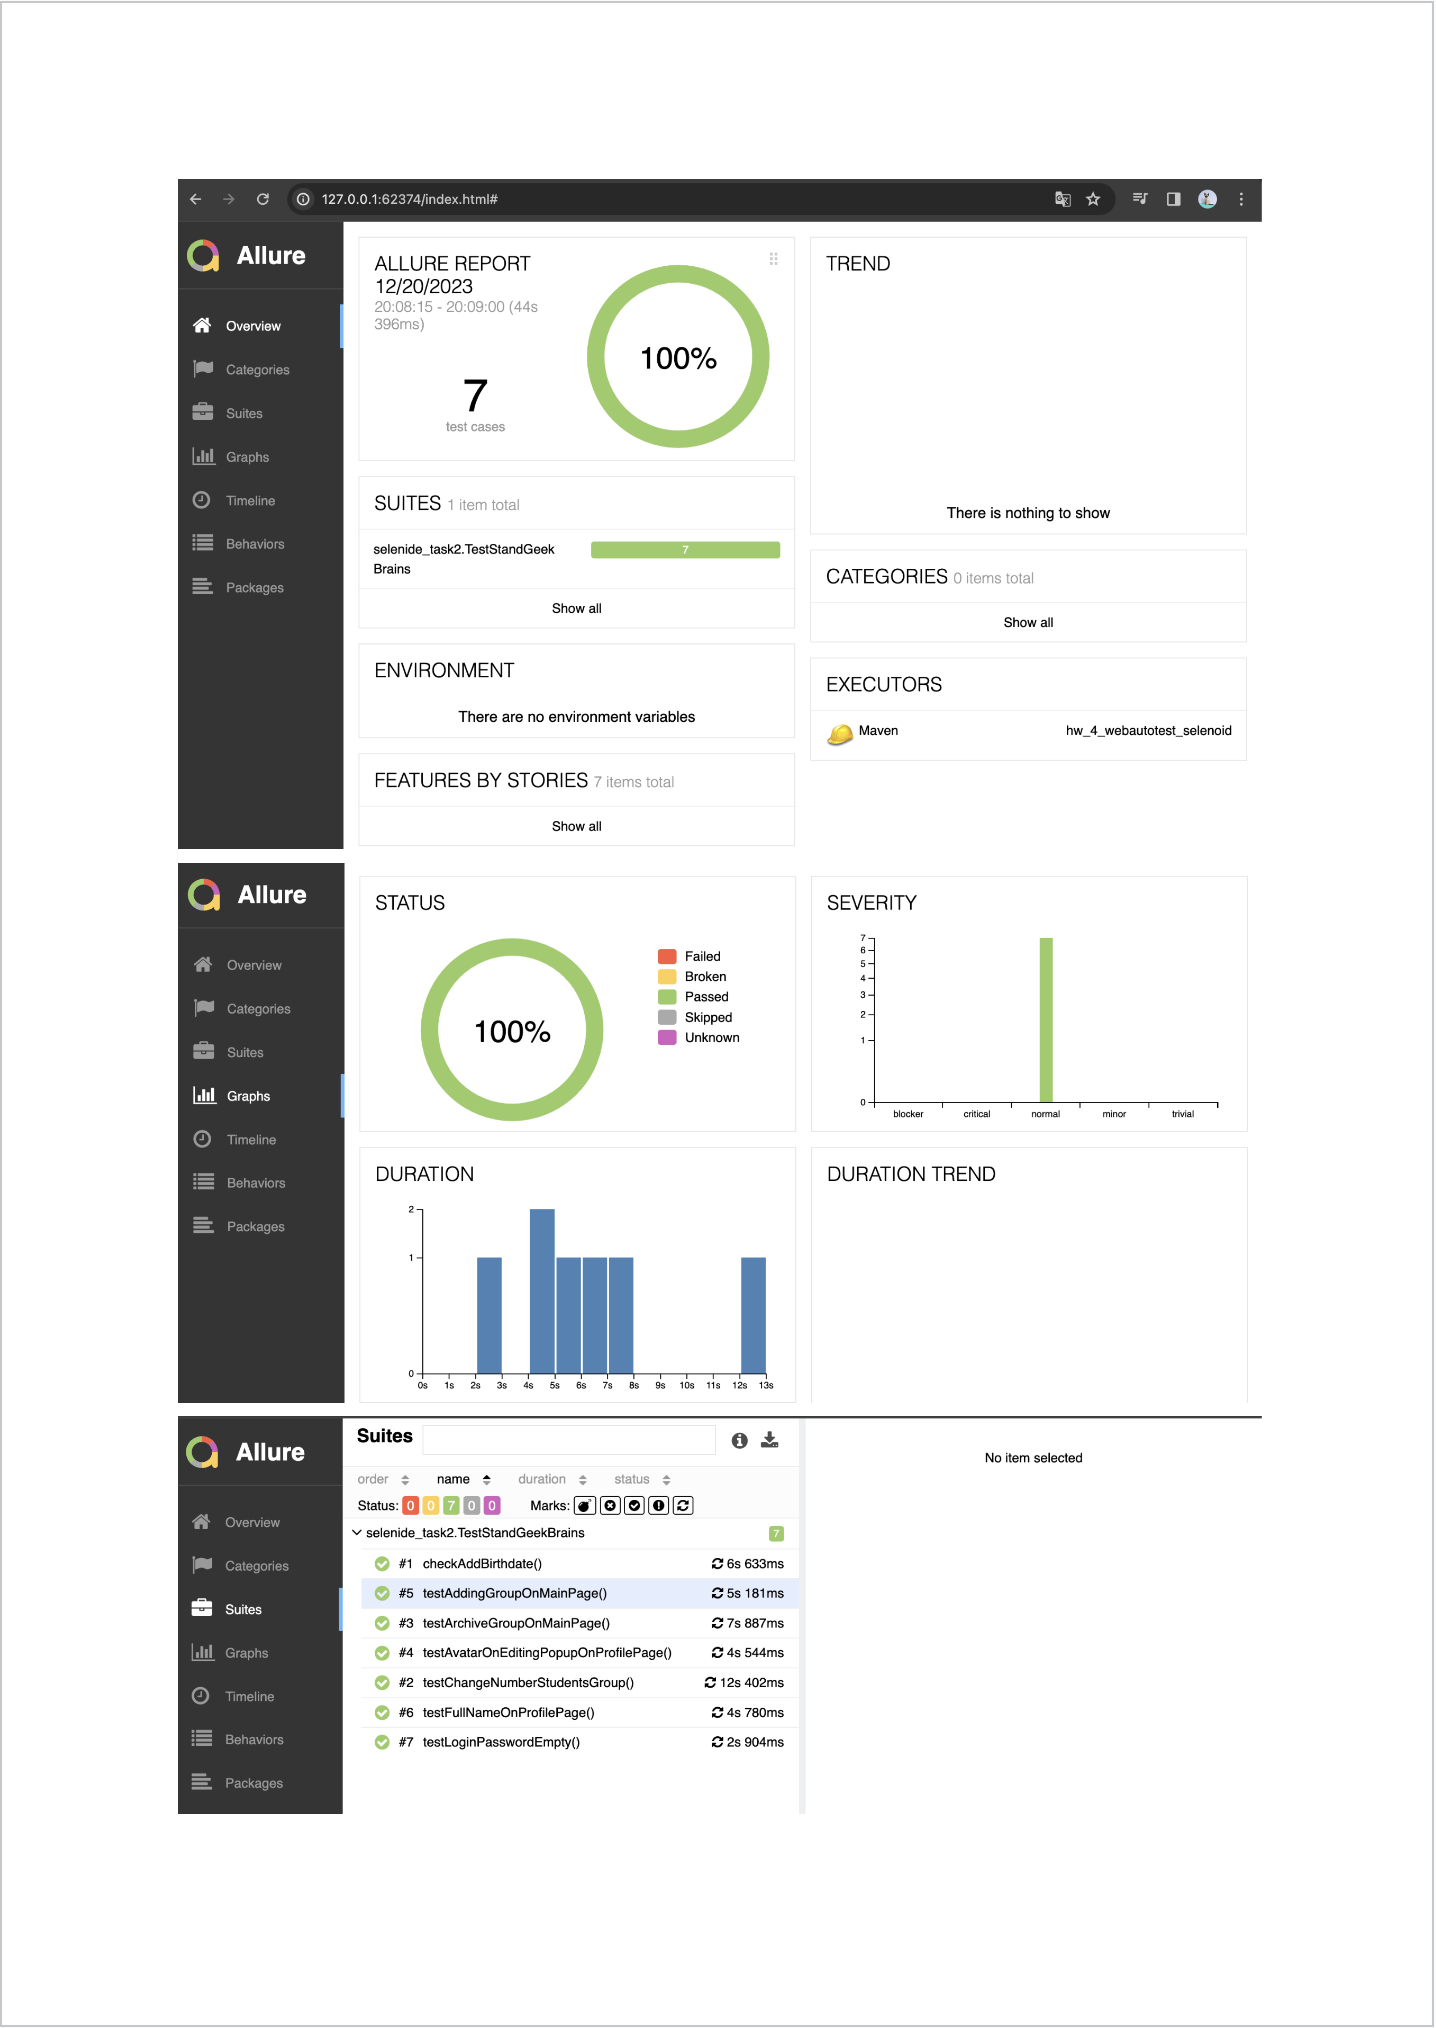 127.0.0.1:62374/index.html#
Allure
Overview
Categories
Suites
Graphs
Timeline
Behaviors
Packages
ALLURE REPORT
12/20/2023
20:08:15 - 20:09:00 (44s
396ms)
7
test cases
100%
SUITES 1 item total
selenide_task2.TestStandGeek
Brains
7
Show all
ENVIRONMENT
There are no environment variables
FEATURES BY STORIES 7 items total
Show all
TREND
There is nothing to show
CATEGORIES 0 items total
Show all
EXECUTORS
Maven hw_4_webautotest_selenoid
Allure
Overview
Categories
Suites
Graphs
Timeline
Behaviors
Packages
STATUS
100%
Failed
Broken
Passed
Skipped
Unknown
SEVERITY
7
6
5
4
3
2
1
0
blocker critical normal minor trivial
DURATION
2
1
0
0s 1s 2s 3s 4s 5s 6s 7s 8s 9s 10s 11s 12s 13s
DURATION TREND
Allure
Overview
Categories
Suites
Graphs
Timeline
Behaviors
Packages
Suites
order name duration status
Status: 0 0 7 0 0 Marks:
selenide_task2.TestStandGeekBrains 7
#1 checkAddBirthdate() 6s 633ms
#5 testAddingGroupOnMainPage() 5s 181ms
#3 testArchiveGroupOnMainPage() 7s 887ms
#4 testAvatarOnEditingPopupOnProfilePage() 4s 544ms
#2 testChangeNumberStudentsGroup() 12s 402ms
#6 testFullNameOnProfilePage() 4s 780ms
#7 testLoginPasswordEmpty() 2s 904ms
No item selected